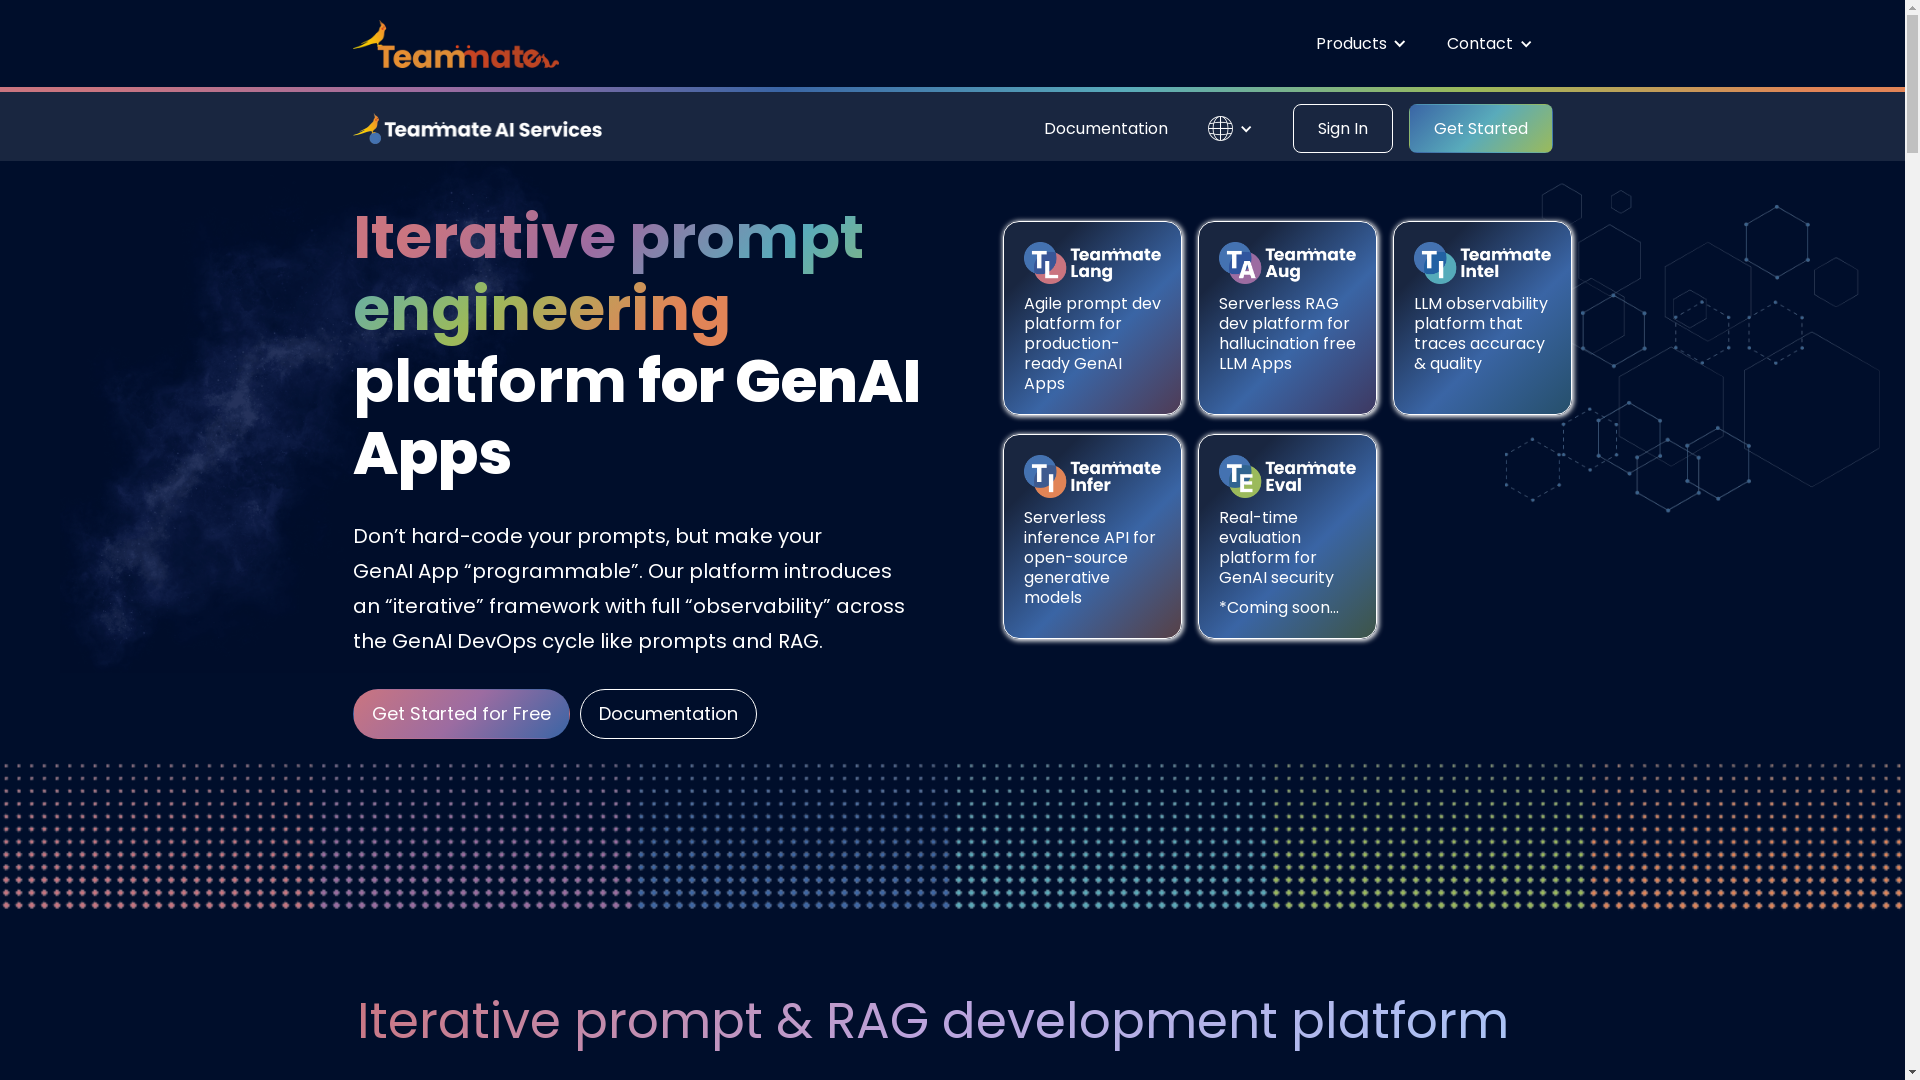 Teammate
Products
Contact
Teammate AI Services
Documentation
Sign In
Get Started
Iterative prompt
engineering
platform for GenAI
Apps
Don’t hard-code your prompts, but make your
GenAI App “programmable”. Our platform introduces
an “iterative” framework with full “observability” across
the GenAI DevOps cycle like prompts and RAG.
Get Started for Free
Documentation
TL
Teammate
Lang
Agile prompt dev
platform for
production-
ready GenAI
Apps
TA
Teammate
Aug
Serverless RAG
dev platform for
hallucination free
LLM Apps
TI
Teammate
Intel
LLM observability
platform that
traces accuracy
& quality
TI
Teammate
Infer
Serverless
inference API for
open-source
generative
models
TE
Teammate
Eval
Real-time
evaluation
platform for
GenAI security
*Coming soon...
Iterative prompt & RAG development platform